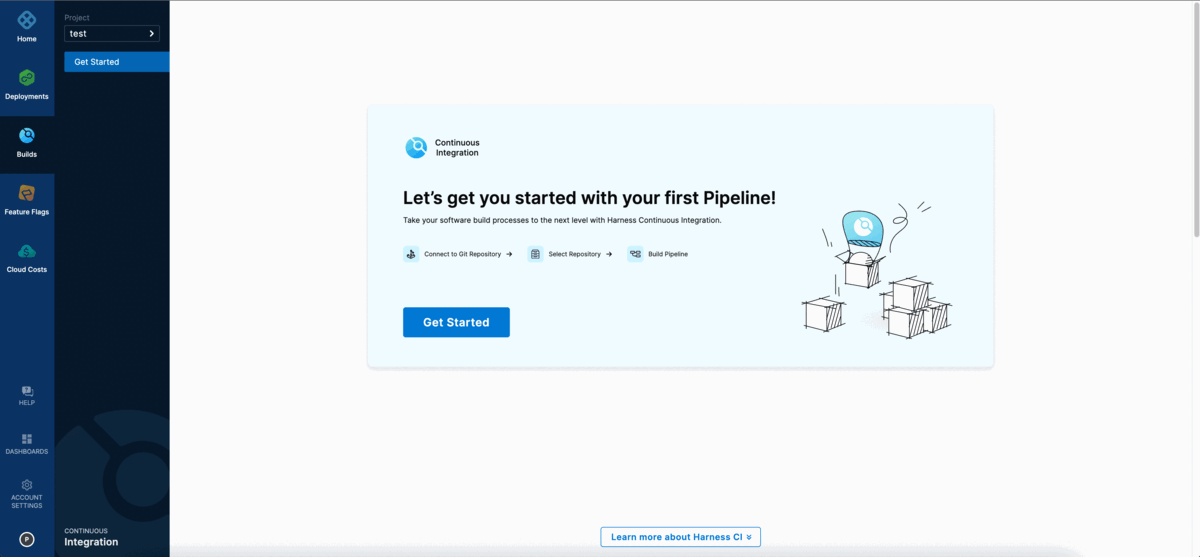 Home
Deployments
Builds
Feature Flags
Cloud Costs
HELP
DASHBOARDS
ACCOUNT
SETTINGS
P
Project
test
Get Started
CONTINUOUS
Integration
Continuous
Integration
Let’s get you started with your first Pipeline!
Take your software build processes to the next level with Harness Continuous Integration.
Connect to Git Repository
Select Repository
Build Pipeline
Get Started
Learn more about Harness CI